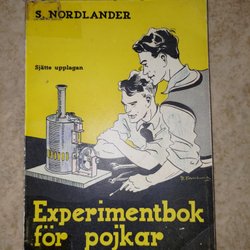 S. NORDLANDER
Sjätte upplagan
Experimentbok
för pojkar